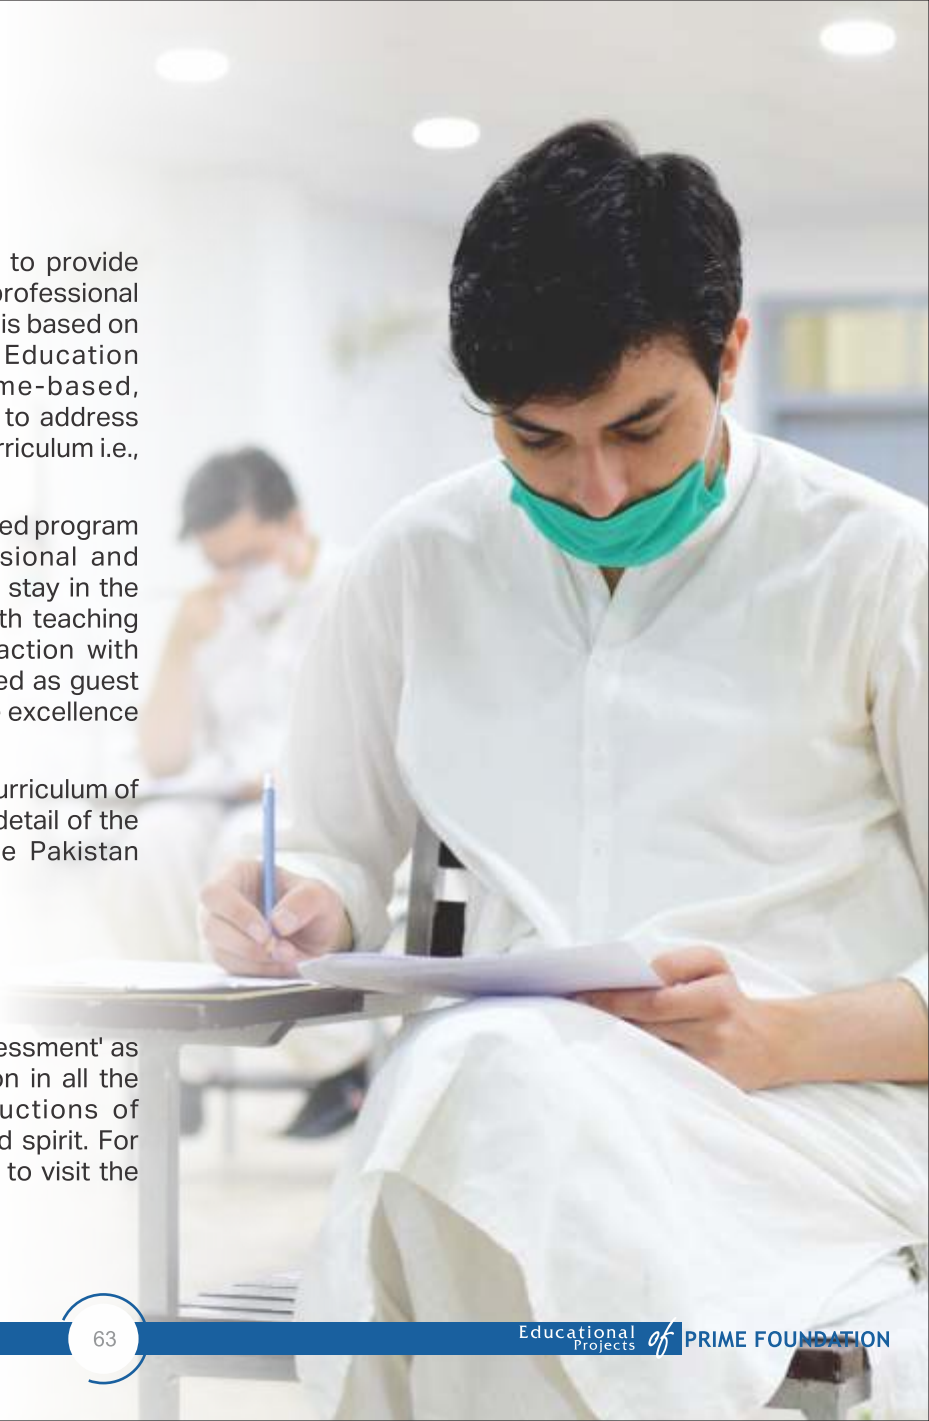 to provide
rofessional
is based on
Education
me-based,
to address
rriculum i.e.,
ed program
sional and
stay in the
th teaching
action with
ed as guest
excellence
urriculum of
detail of the
e Pakistan
essment' as
on in all the
uctions of
d spirit. For
to visit the
63
Educational
Projects of PRIME FOUNDATION